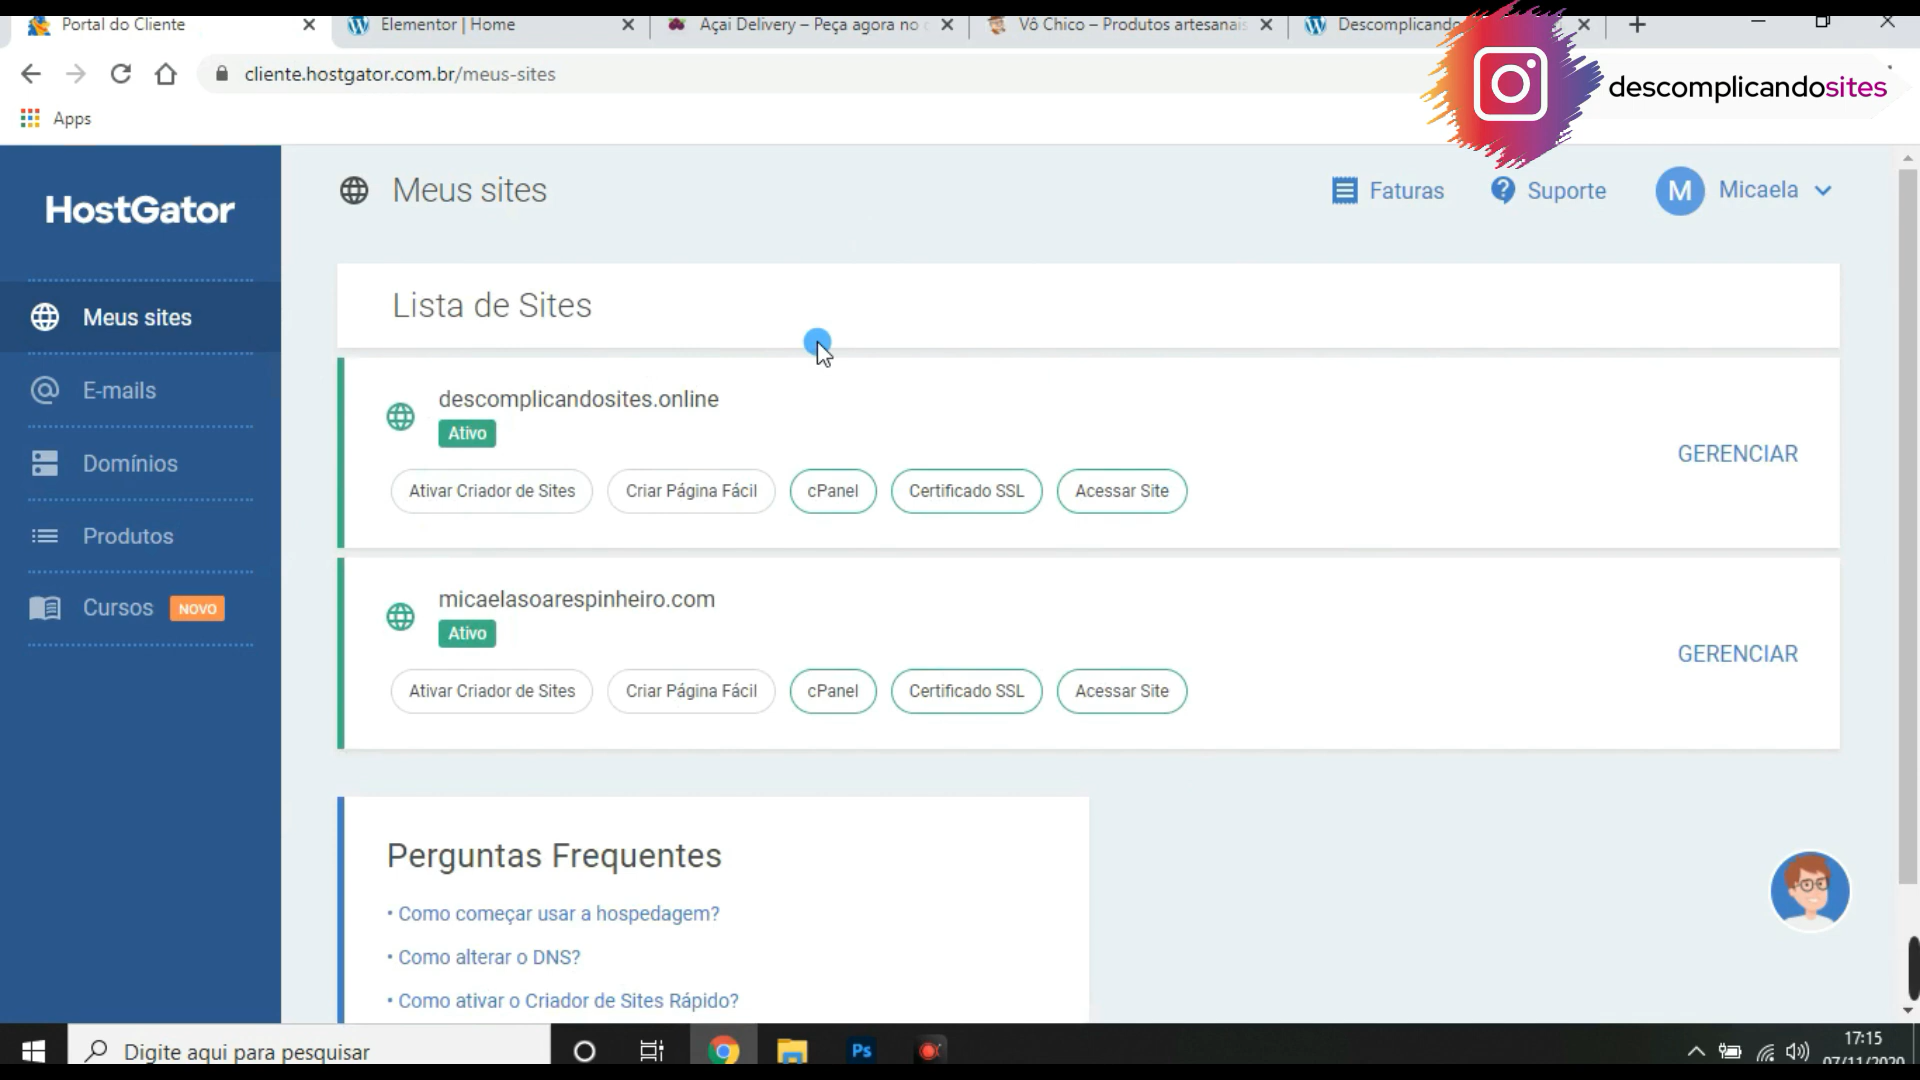 Portal do Cliente
Elementor | Home
Açai Delivery – Peça agora no
Vô Chico – Produtos artesanais
Descomplicando
cliente.hostgator.com.br/meus-sites
descomplicandosites
Apps
HostGator
Meus sites
Faturas
Suporte
M
Micaela
Meus sites
E-mails
Domínios
Produtos
Cursos
NOVO
Lista de Sites
descomplicandosites.online
Ativo
GERENCIAR
Ativar Criador de Sites
Criar Página Fácil
cPanel
Certificado SSL
Acessar Site
micaelasoarespinheiro.com
Ativo
GERENCIAR
Ativar Criador de Sites
Criar Página Fácil
cPanel
Certificado SSL
Acessar Site
Perguntas Frequentes
• Como começar usar a hospedagem?
• Como alterar o DNS?
• Como ativar o Criador de Sites Rápido?
Digite aqui para pesquisar
Ps
17:15
07/11/2020